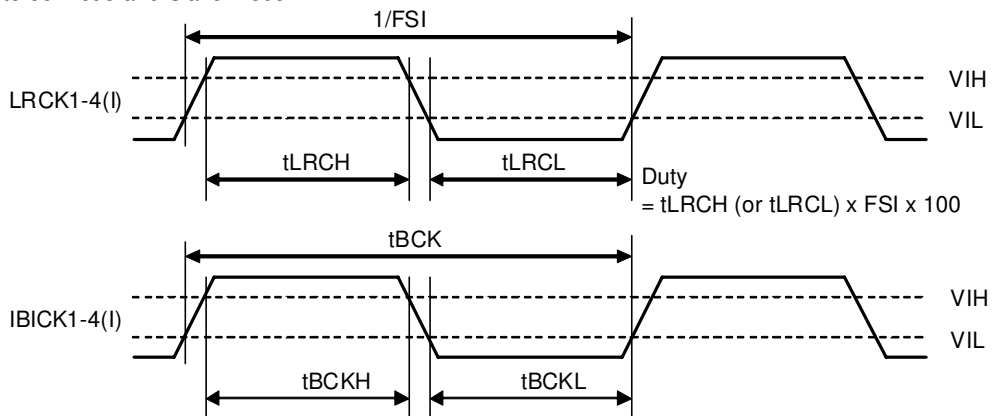 1/FSI
VIH
LRCK1-4(I)
VIL
tLRCH
tLRCL
Duty
= tLRCH (or tLRCL) x FSI x 100
tBCK
VIH
IBICK1-4(I)
VIL
tBCKH
tBCKL